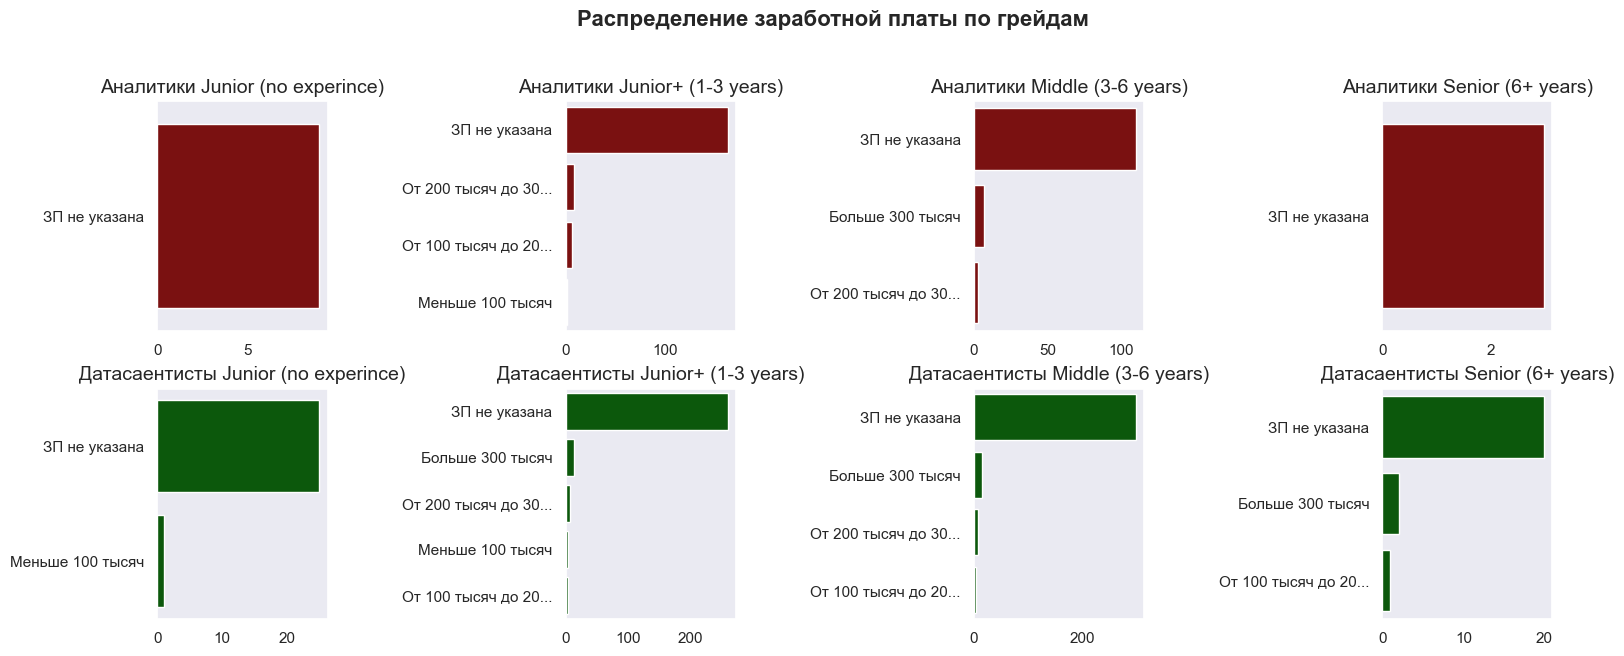 Распределение заработной платы по грейдам
Аналитики Junior (no experince)
ЗП не указана
0 5
Аналитики Junior+ (1-3 years)
ЗП не указана
От 200 тысяч до 30...
От 100 тысяч до 20...
Меньше 100 тысяч
0 100
Аналитики Middle (3-6 years)
ЗП не указана
Больше 300 тысяч
От 200 тысяч до 30...
0 50 100
Аналитики Senior (6+ years)
ЗП не указана
0 2
Датасаентисты Junior (no experince)
ЗП не указана
Меньше 100 тысяч
0 10 20
Датасаентисты Junior+ (1-3 years)
ЗП не указана
Больше 300 тысяч
От 200 тысяч до 30...
Меньше 100 тысяч
От 100 тысяч до 20...
0 100 200
Датасаентисты Middle (3-6 years)
ЗП не указана
Больше 300 тысяч
От 200 тысяч до 30...
От 100 тысяч до 20...
0 200
Датасаентисты Senior (6+ years)
ЗП не указана
Больше 300 тысяч
От 100 тысяч до 20...
0 10 20